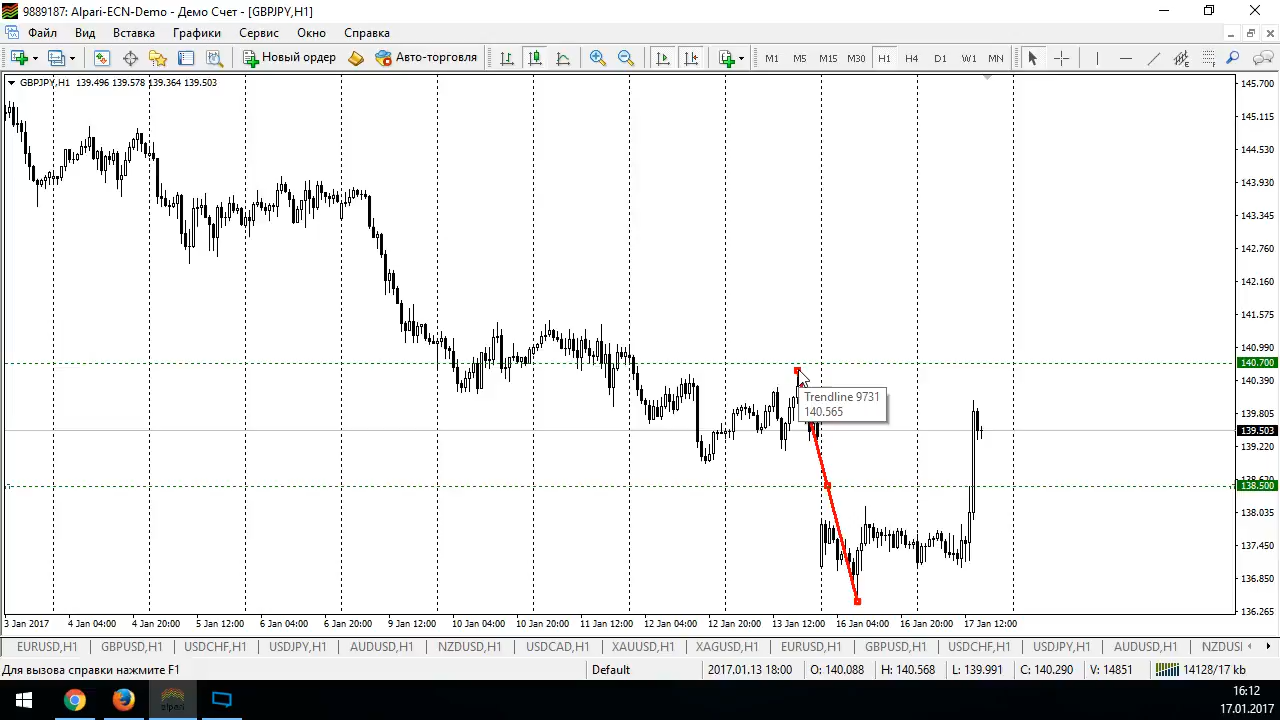 9889187: Alpari-ECN-Demo - Демо Счет - [GBPJPY,H1]
Файл Вид Вставка Графики Сервис Окно Справка
Новый ордер Авто-торговля M1 M5 M15 M30 H1 H4 D1 W1 MN
GBPJPY,H1 139.496 139.578 139.364 139.503
145.700
145.115
144.530
143.930
143.345
142.760
142.160
141.575
140.990
140.700
140.390
Trendline 9731
140.565
139.805
139.503
139.220
138.500
138.035
137.450
136.850
136.265
3 Jan 2017 4 Jan 04:00 4 Jan 20:00 5 Jan 12:00 6 Jan 04:00 6 Jan 20:00 9 Jan 12:00 10 Jan 04:00 10 Jan 20:00 11 Jan 12:00 12 Jan 04:00 12 Jan 20:00 13 Jan 12:00 16 Jan 04:00 16 Jan 20:00 17 Jan 12:00
EURUSD,H1 GBPUSD,H1 USDCHF,H1 USDJPY,H1 AUDUSD,H1 NZDUSD,H1 USDCAD,H1 XAUUSD,H1 XAGUSD,H1 EURUSD,H1 GBPUSD,H1 USDCHF,H1 USDJPY,H1 AUDUSD,H1 NZDUS
Для вызова справки нажмите F1 Default 2017.01.13 18:00 O: 140.088 H: 140.568 L: 139.991 C: 140.290 V: 14851 14128/17 kb
alpari
16:12
17.01.2017